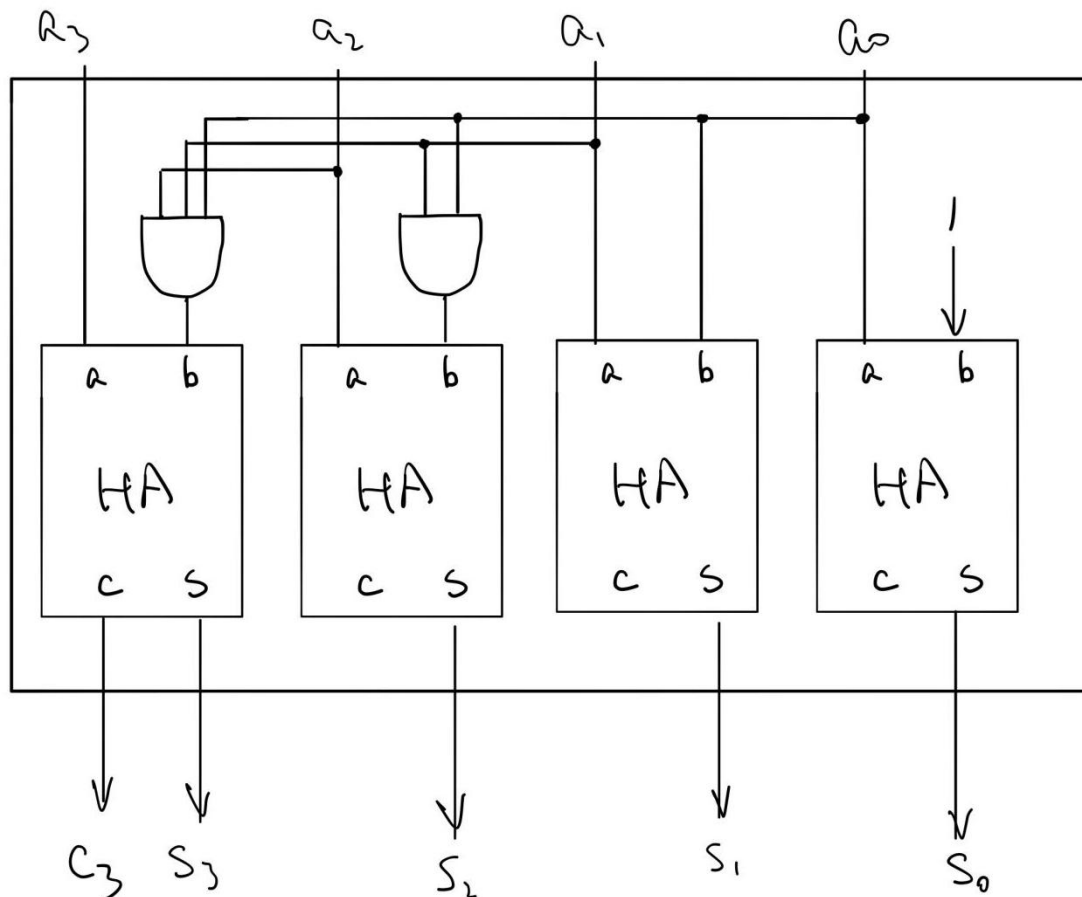 a₃ a₂ a₁ a₀
1
a b a b a b a b
HA HA HA HA
c s c s c s c s
C₃ S₃ S₂ S₁ S₀